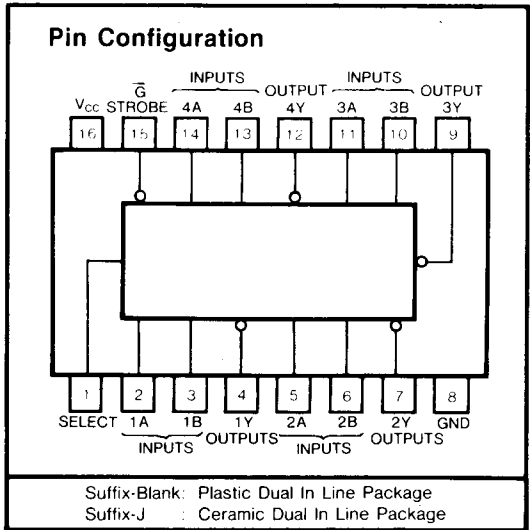 Pin Configuration
G̅ INPUTS INPUTS
VCC STROBE 4A 4B OUTPUT 4Y 3A 3B OUTPUT 3Y
16 15 14 13 12 11 10 9
1 2 3 4 5 6 7 8
SELECT 1A 1B 1Y 2A 2B 2Y GND
INPUTS OUTPUTS INPUTS OUTPUTS
Suffix-Blank: Plastic Dual In Line Package
Suffix-J : Ceramic Dual In Line Package